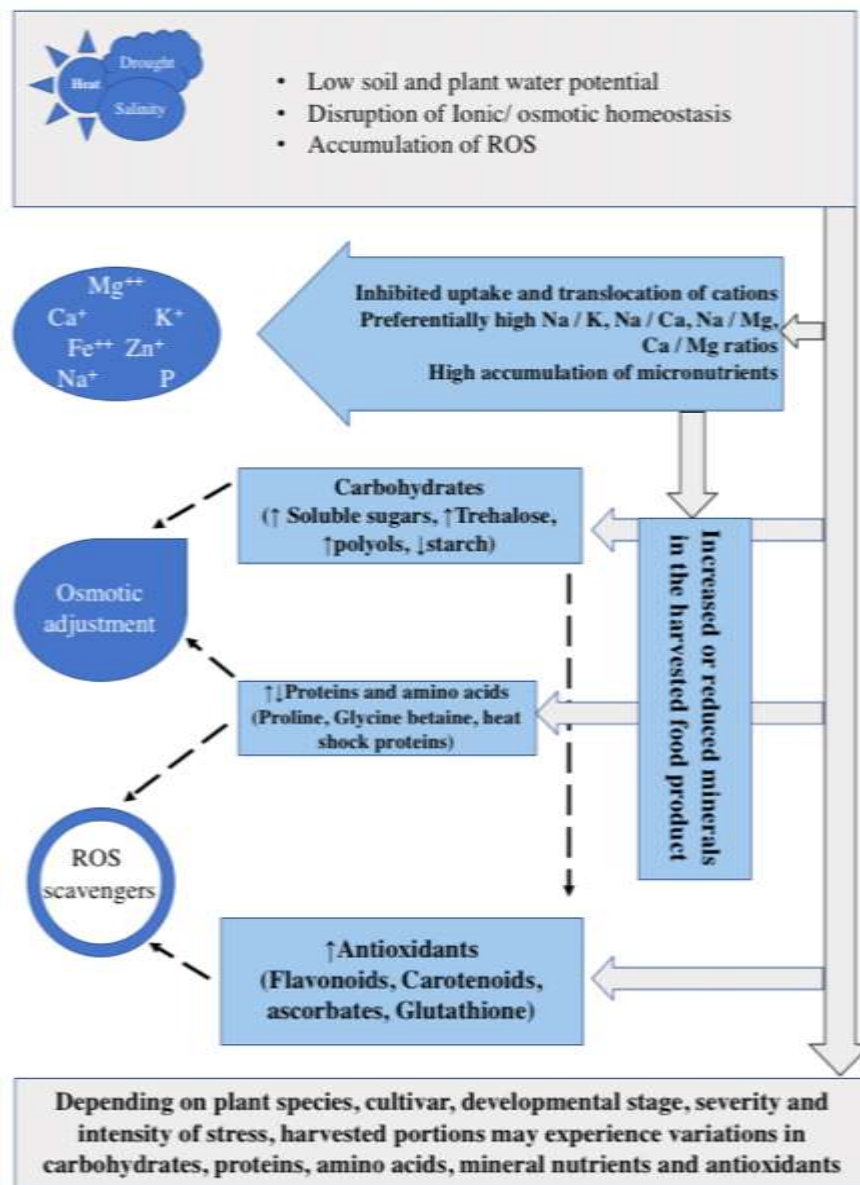 Drought
Heat
Salinity
• Low soil and plant water potential
• Disruption of Ionic/ osmotic homeostasis
• Accumulation of ROS
Mg⁺⁺
Ca⁺ K⁺
Fe⁺⁺ Zn⁺
Na⁺ P
Inhibited uptake and translocation of cations
Preferentially high Na / K, Na / Ca, Na / Mg,
Ca / Mg ratios
High accumulation of micronutrients
Carbohydrates
(↑ Soluble sugars, ↑Trehalose,
↑polyols, ↓starch)
Osmotic
adjustment
↑↓Proteins and amino acids
(Proline, Glycine betaine, heat
shock proteins)
Increased or reduced minerals
in the harvested food product
ROS
scavengers
↑Antioxidants
(Flavonoids, Carotenoids,
ascorbates, Glutathione)
Depending on plant species, cultivar, developmental stage, severity and
intensity of stress, harvested portions may experience variations in
carbohydrates, proteins, amino acids, mineral nutrients and antioxidants